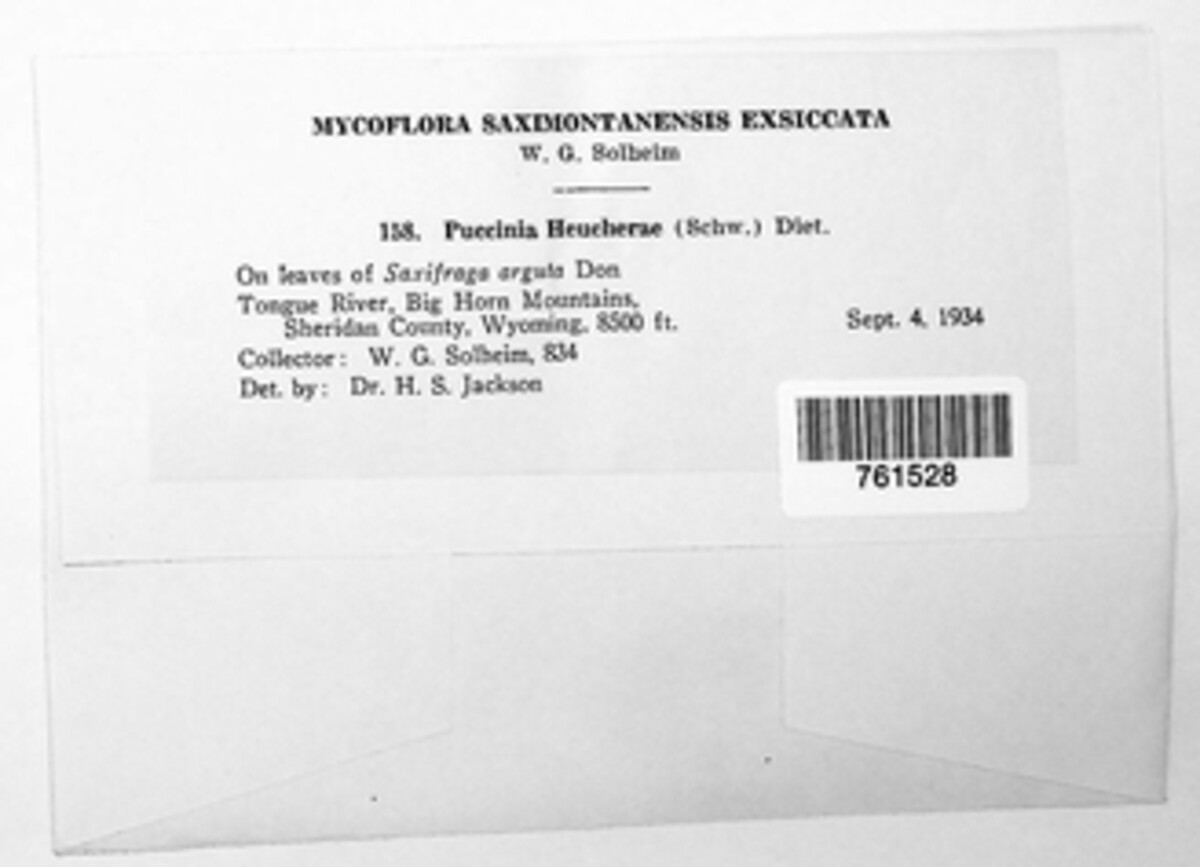 MYCOFLORA SAXIMONTANENSIS EXSICCATA
W. G. Solheim
158. Puccinia Heucherae (Schw.) Diet.
On leaves of Saxifraga arguta Don
Tongue River, Big Horn Mountains,
Sheridan County, Wyoming, 8500 ft. Sept. 4, 1934
Collector: W. G. Solheim, 834
Det. by: Dr. H. S. Jackson
761528